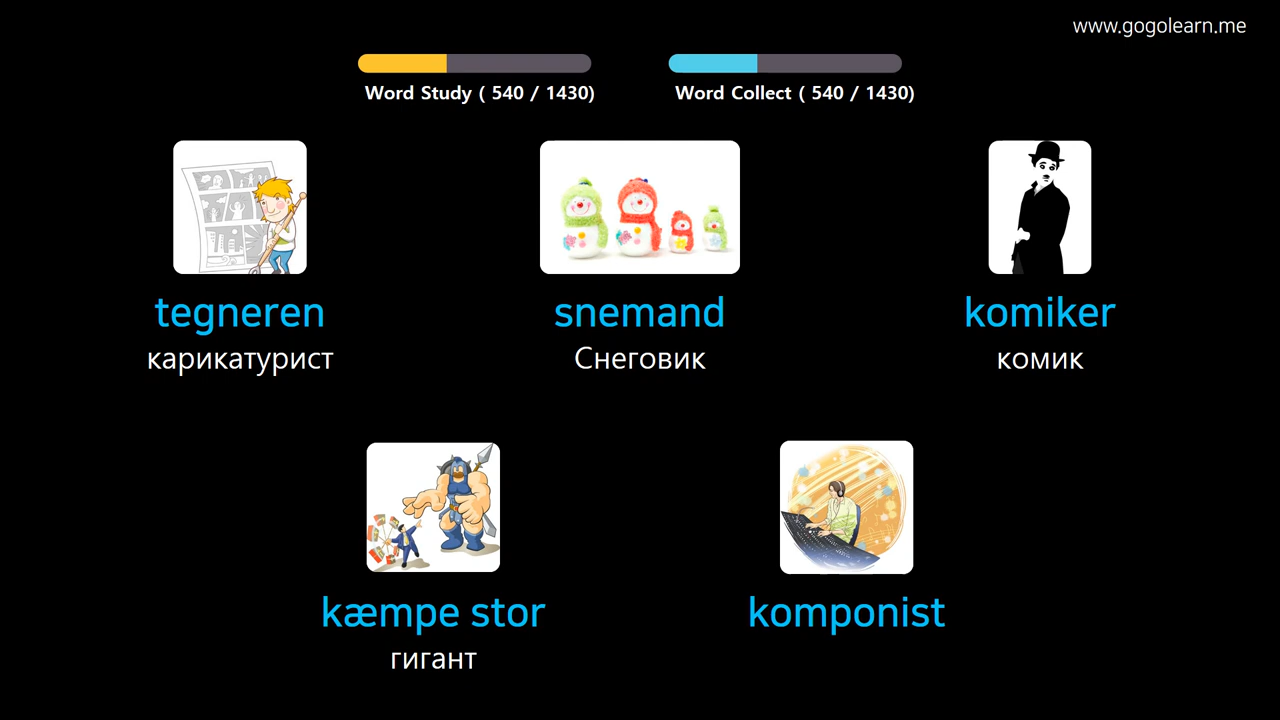 www.gogolearn.me
Word Study ( 540 / 1430)
Word Collect ( 540 / 1430)
tegneren
карикатурист
snemand
Снеговик
komiker
комик
kæmpe stor
гигант
komponist